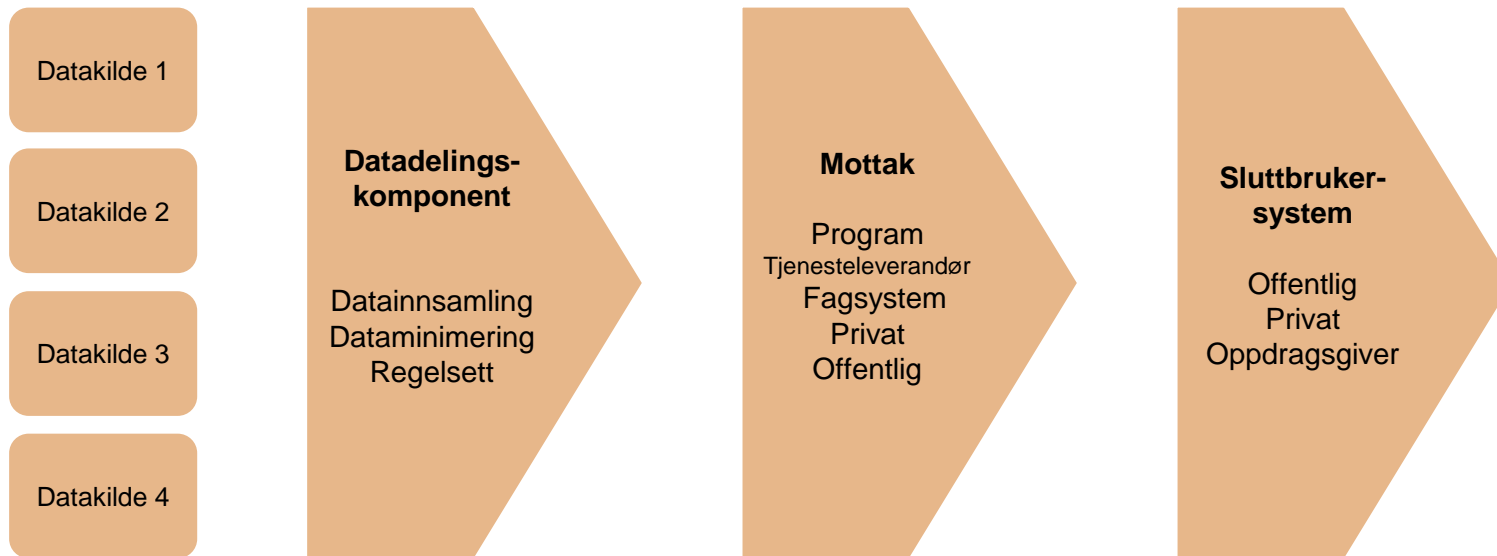 Datakilde 1
Datakilde 2
Datakilde 3
Datakilde 4
Datadelings-
komponent
Datainnsamling
Dataminimering
Regelsett
Mottak
Program
Tjenesteleverandør
Fagsystem
Privat
Offentlig
Sluttbruker-
system
Offentlig
Privat
Oppdragsgiver